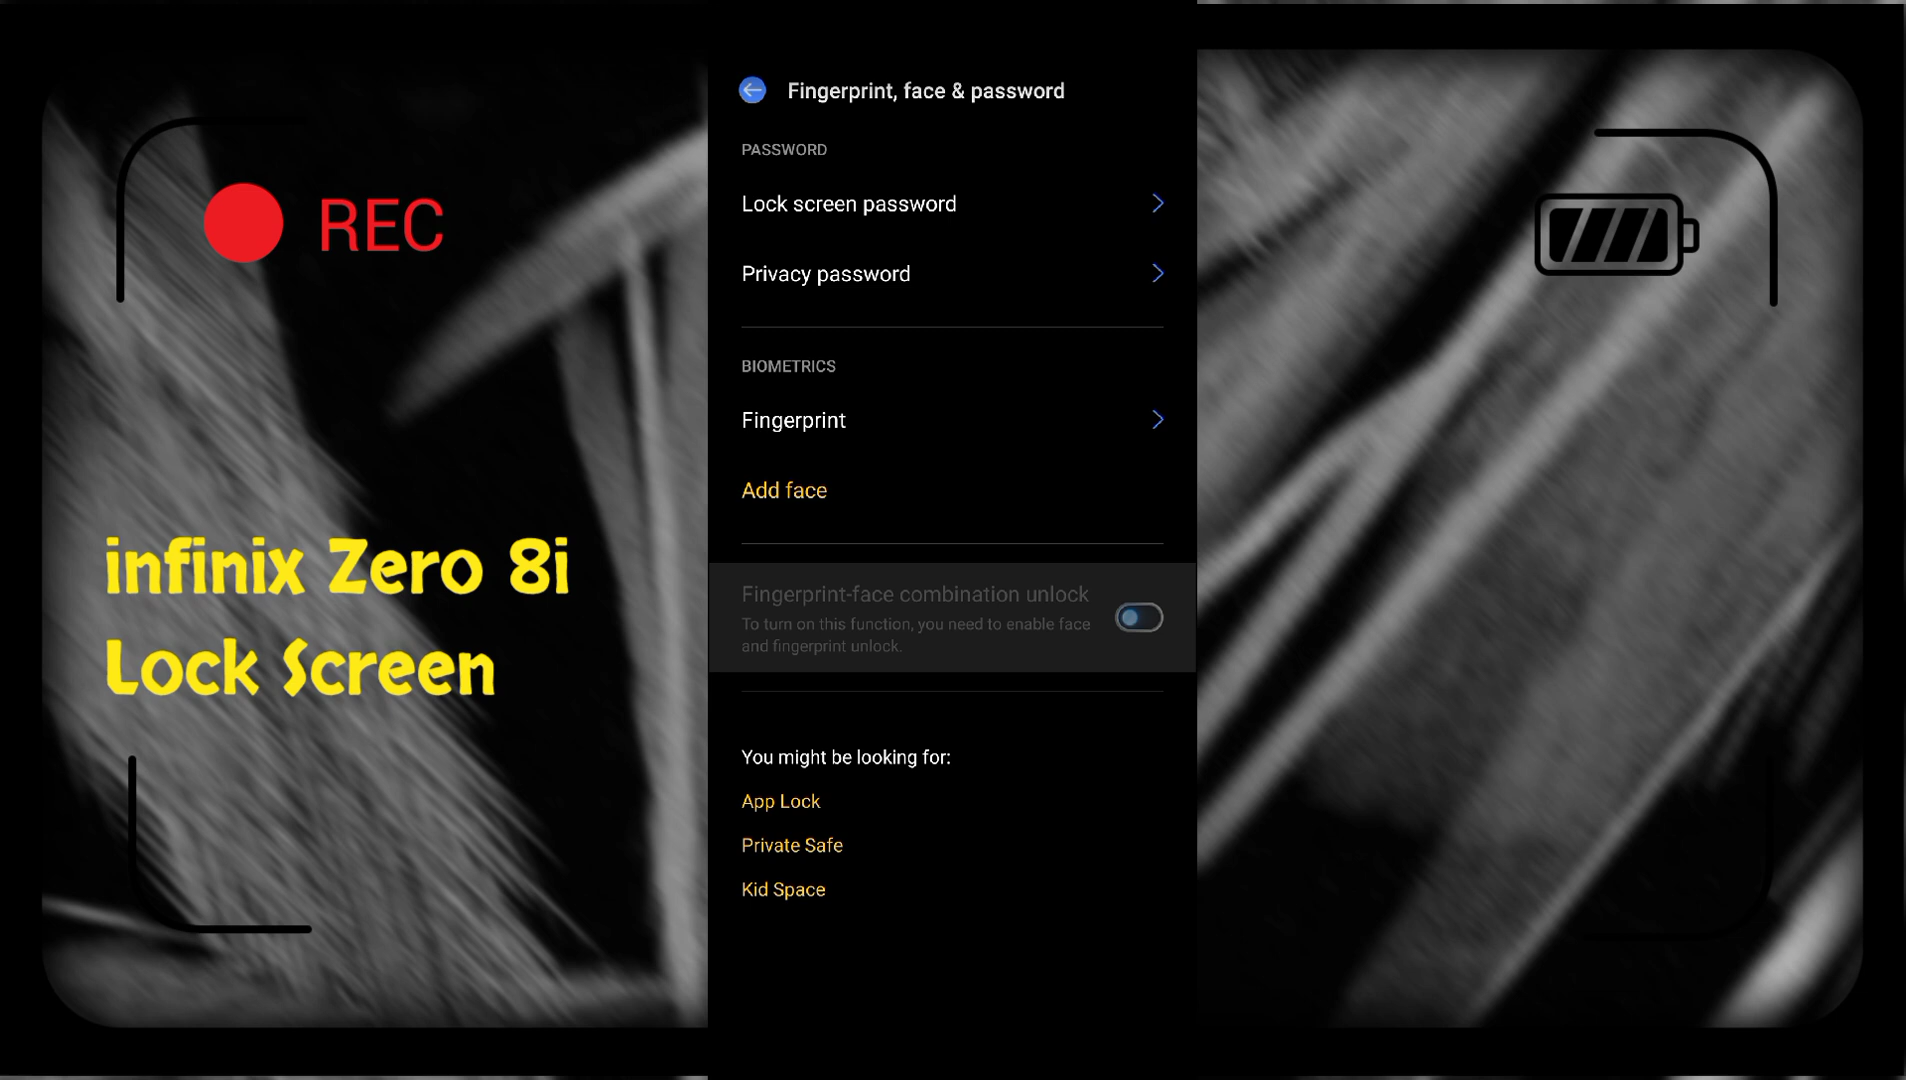 REC
infinix Zero 8i
Lock Screen
Fingerprint, face & password
PASSWORD
Lock screen password
Privacy password
BIOMETRICS
Fingerprint
Add face
Fingerprint-face combination unlock
To turn on this function, you need to enable face
and fingerprint unlock.
You might be looking for:
App Lock
Private Safe
Kid Space